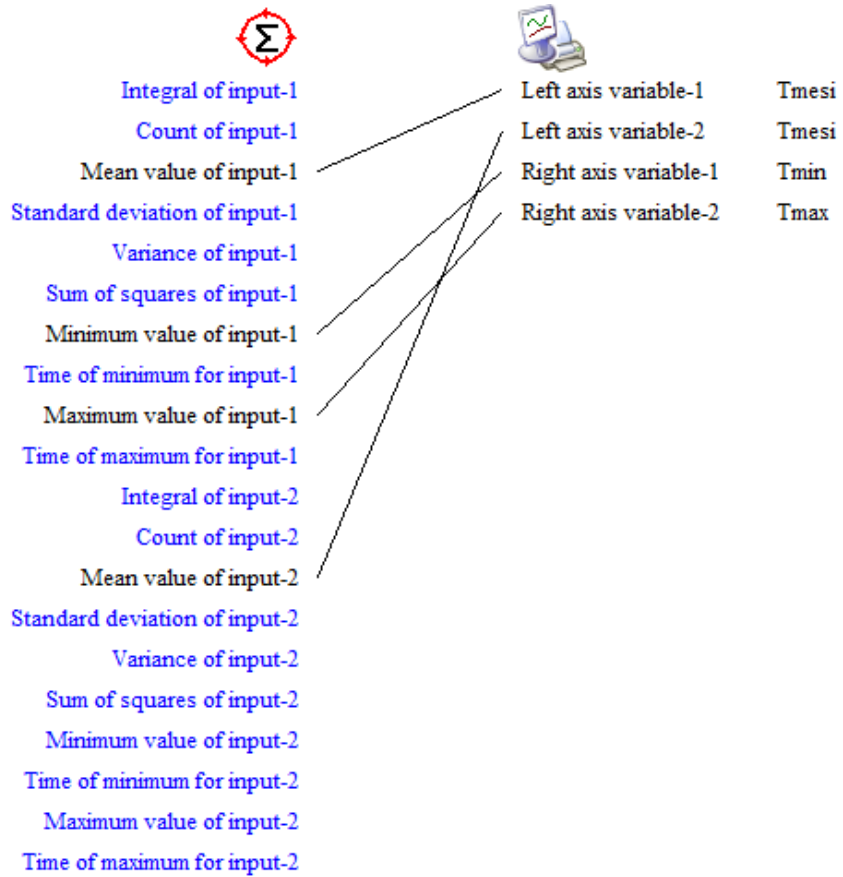 Σ
Integral of input-1
Left axis variable-1 Tmesi
Count of input-1
Left axis variable-2 Tmesi
Mean value of input-1
Right axis variable-1 Tmin
Standard deviation of input-1
Right axis variable-2 Tmax
Variance of input-1
Sum of squares of input-1
Minimum value of input-1
Time of minimum for input-1
Maximum value of input-1
Time of maximum for input-1
Integral of input-2
Count of input-2
Mean value of input-2
Standard deviation of input-2
Variance of input-2
Sum of squares of input-2
Minimum value of input-2
Time of minimum for input-2
Maximum value of input-2
Time of maximum for input-2